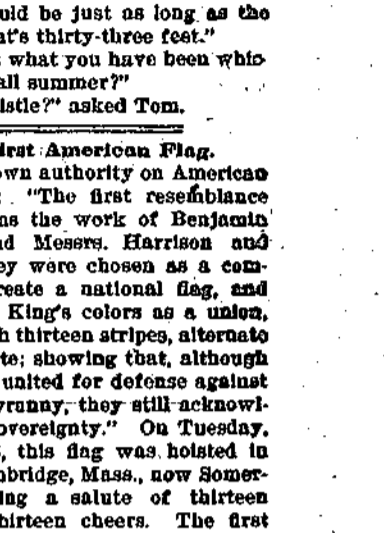 uld be just as long as the
at's thirty-three feet."
what you have been whis-
all summer?"
istle?" asked Tom.
irst American Flag.
wn authority on American
: "The first resemblance
as the work of Benjamin
nd Messrs. Harrison and
ey were chosen as a com-
reate a national flag, and
King's colors as a union,
h thirteen stripes, alternate
te; showing that, although
united for defense against
yranny, they still acknowl-
overeignty." On Tuesday,
, this flag was hoisted in
mbridge, Mass., now Somer-
ing a salute of thirteen
hirteen cheers. The first